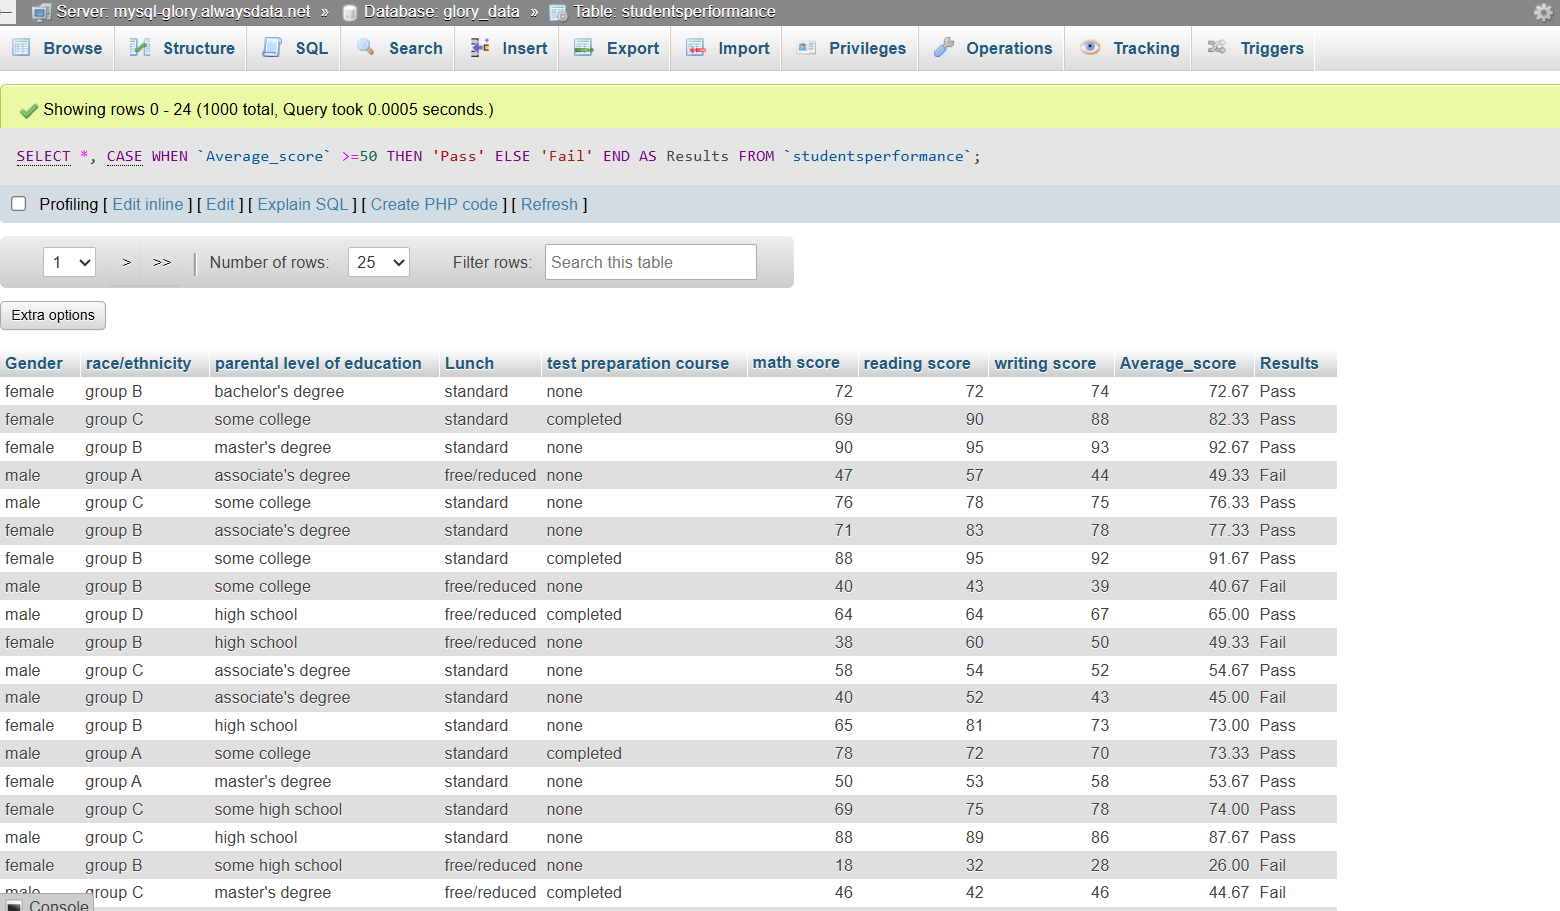 Server: mysql-glory.alwaysdata.net » Database: glory_data » Table: studentsperformance
Browse Structure SQL Search Insert Export Import Privileges Operations Tracking Triggers
Showing rows 0 - 24 (1000 total, Query took 0.0005 seconds.)
SELECT *, CASE WHEN `Average_score` >=50 THEN 'Pass' ELSE 'Fail' END AS Results FROM `studentsperformance`;
Profiling [ Edit inline ] [ Edit ] [ Explain SQL ] [ Create PHP code ] [ Refresh ]
1 > >> | Number of rows: 25 Filter rows: Search this table
Extra options
Gender race/ethnicity parental level of education Lunch test preparation course math score reading score writing score Average_score Results
female group B bachelor's degree standard none 72 72 74 72.67 Pass
female group C some college standard completed 69 90 88 82.33 Pass
female group B master's degree standard none 90 95 93 92.67 Pass
male group A associate's degree free/reduced none 47 57 44 49.33 Fail
male group C some college standard none 76 78 75 76.33 Pass
female group B associate's degree standard none 71 83 78 77.33 Pass
female group B some college standard completed 88 95 92 91.67 Pass
male group B some college free/reduced none 40 43 39 40.67 Fail
male group D high school free/reduced completed 64 64 67 65.00 Pass
female group B high school free/reduced none 38 60 50 49.33 Fail
male group C associate's degree standard none 58 54 52 54.67 Pass
male group D associate's degree standard none 40 52 43 45.00 Fail
female group B high school standard none 65 81 73 73.00 Pass
male group A some college standard completed 78 72 70 73.33 Pass
female group A master's degree standard none 50 53 58 53.67 Pass
female group C some high school standard none 69 75 78 74.00 Pass
male group C high school standard none 88 89 86 87.67 Pass
female group B some high school free/reduced none 18 32 28 26.00 Fail
male group C master's degree free/reduced completed 46 42 46 44.67 Fail
Console